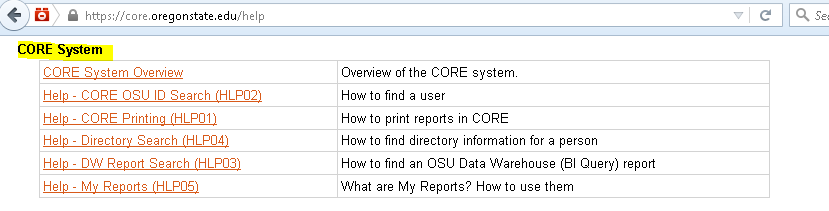 https://core.oregonstate.edu/help
CORE System
CORE System Overview Overview of the CORE system.
Help - CORE OSU ID Search (HLP02) How to find a user
Help - CORE Printing (HLP01) How to print reports in CORE
Help - Directory Search (HLP04) How to find directory information for a person
Help - DW Report Search (HLP03) How to find an OSU Data Warehouse (BI Query) report
Help - My Reports (HLP05) What are My Reports? How to use them